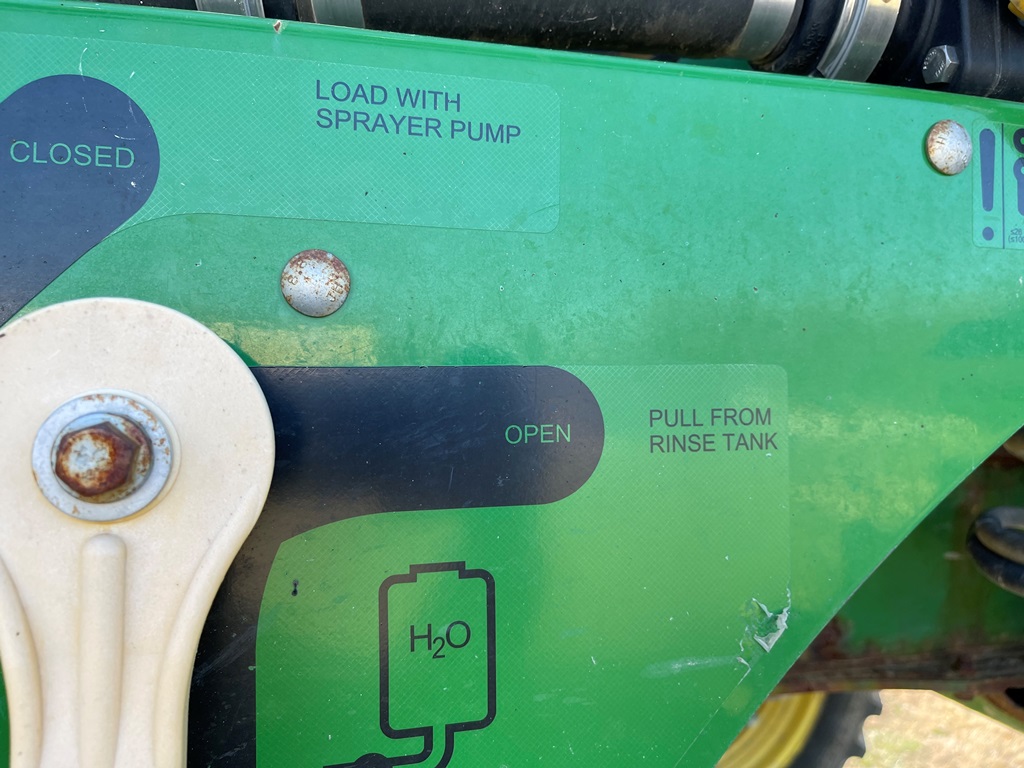 LOAD WITH
SPRAYER PUMP
CLOSED
OPEN
PULL FROM
RINSE TANK
H₂O